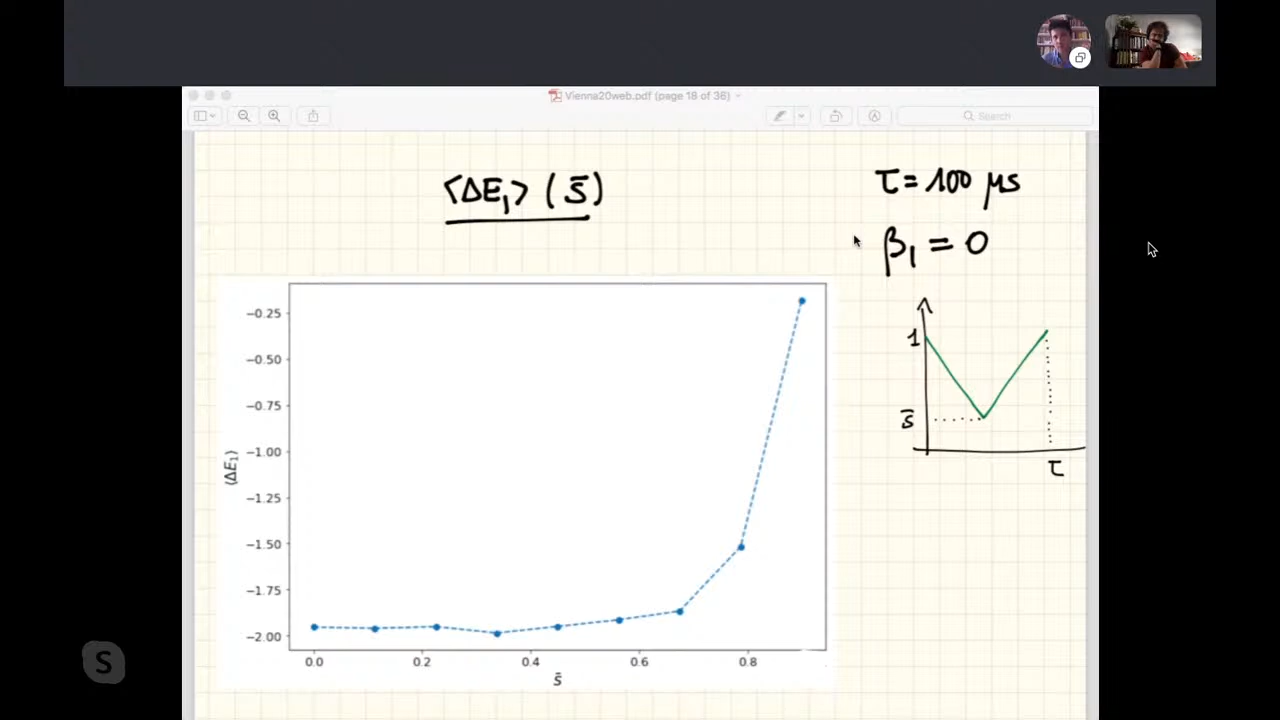 Vienna20web.pdf (page 18 of 36)
Search
⟨ΔE₁⟩ (s̄)
τ = 100 μs
β₁ = 0
1
s̄
τ
−0.25
−0.50
−0.75
−1.00
−1.25
−1.50
−1.75
−2.00
⟨ΔE₁⟩
0.0 0.2 0.4 0.6 0.8
s̄
S